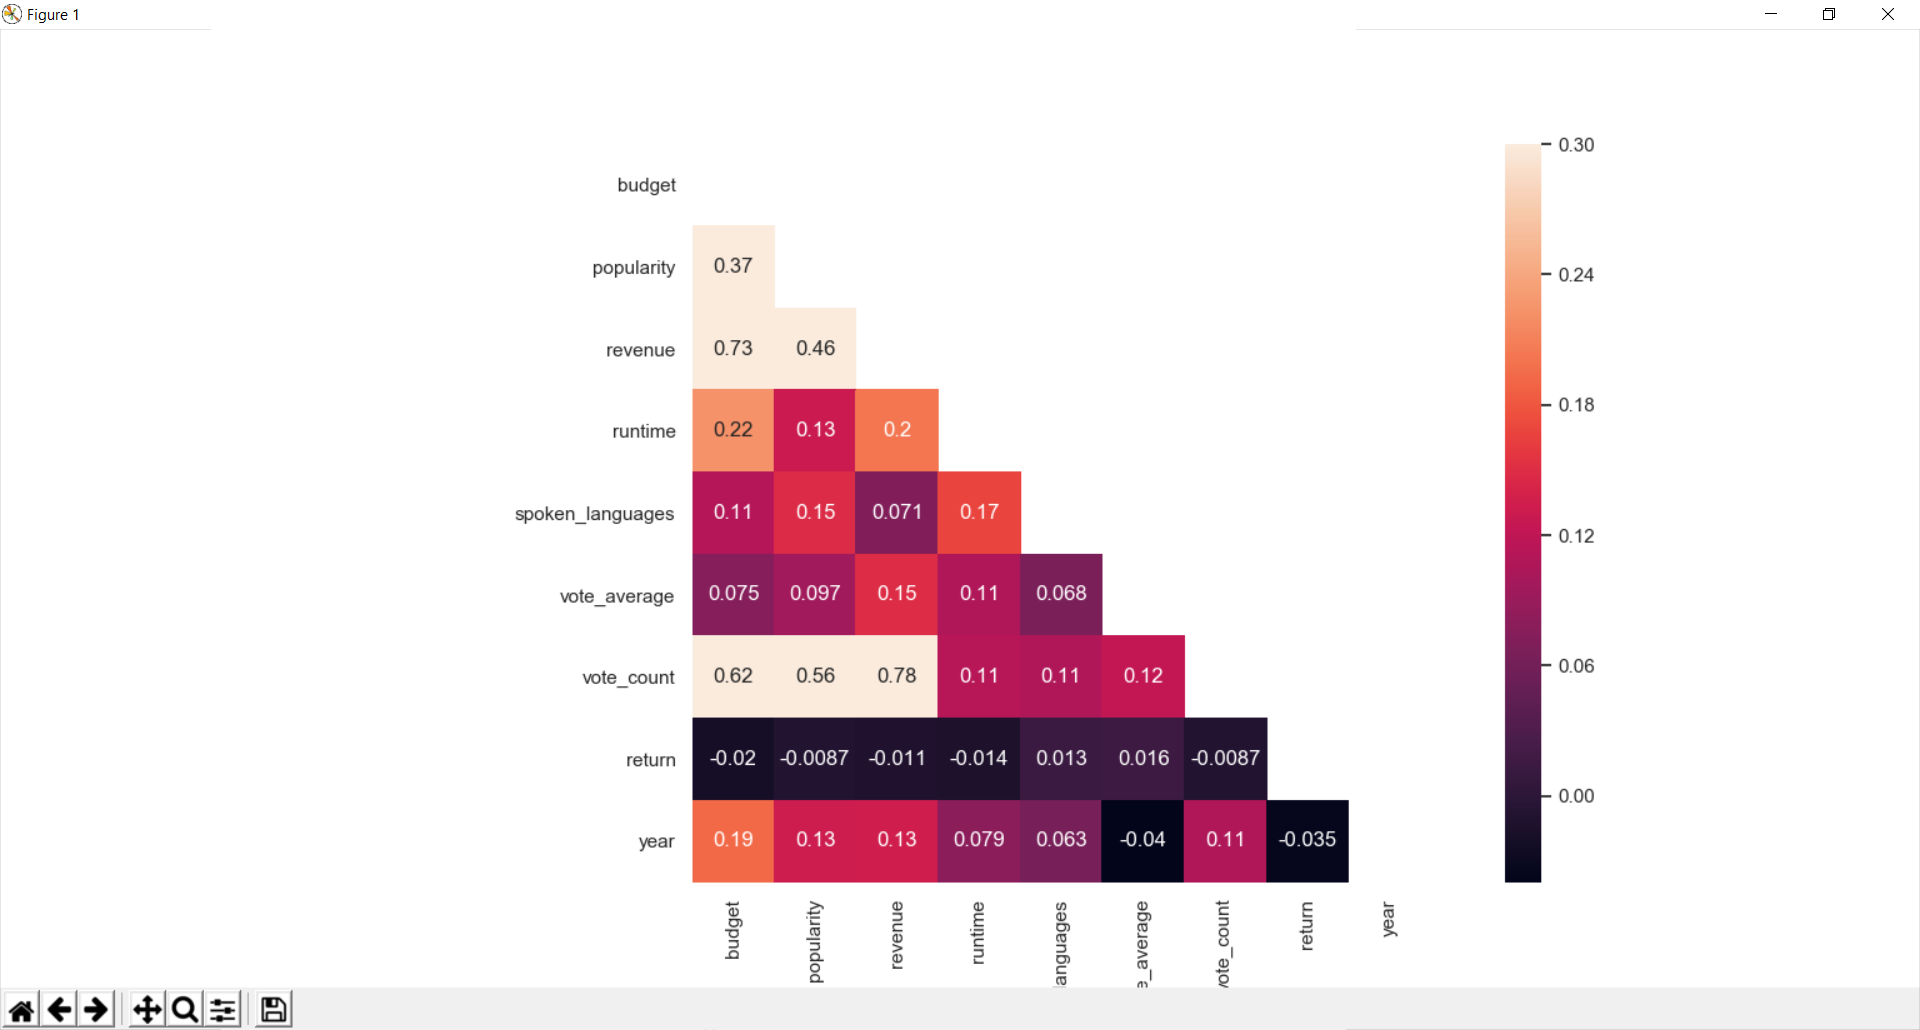 Figure 1
0.30
budget
popularity 0.37
0.24
revenue 0.73 0.46
runtime 0.22 0.13 0.2
0.18
spoken_languages 0.11 0.15 0.071 0.17
0.12
vote_average 0.075 0.097 0.15 0.11 0.068
vote_count 0.62 0.56 0.78 0.11 0.11 0.12
0.06
return -0.02 -0.0087 -0.011 -0.014 0.013 0.016 -0.0087
0.00
year 0.19 0.13 0.13 0.079 0.063 -0.04 0.11 -0.035
budget
popularity
revenue
runtime
languages
e_average
vote_count
return
year